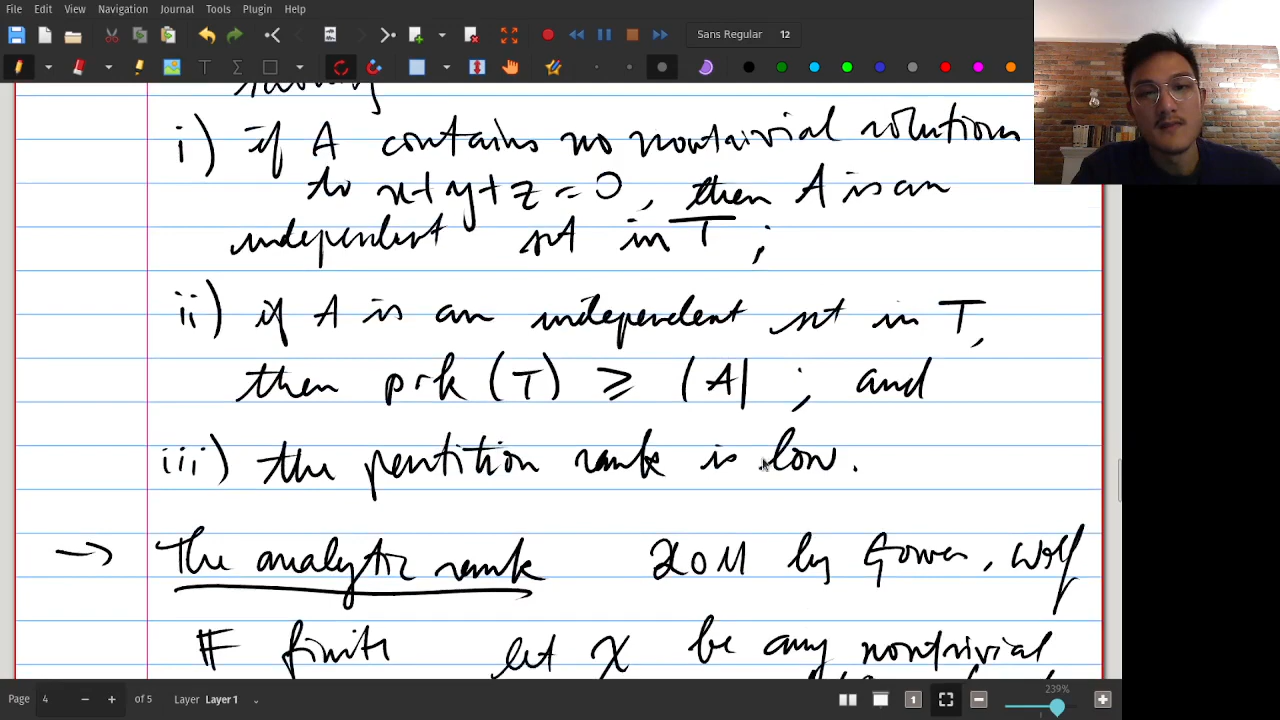 File Edit View Navigation Journal Tools Plugin Help
Sans Regular 12
i) if A contains no nontrivial solutions
to x+y+z=0, then A is an
independent set in T;
ii) if A is an independent set in T,
then prk(T) ≥ |A|; and
iii) the partition rank is low.
→ The analytic rank 2011 by Gowers, Wolf
𝔽 finite let χ be any nontrivial
Page 4 of 5 Layer Layer 1 1 239%